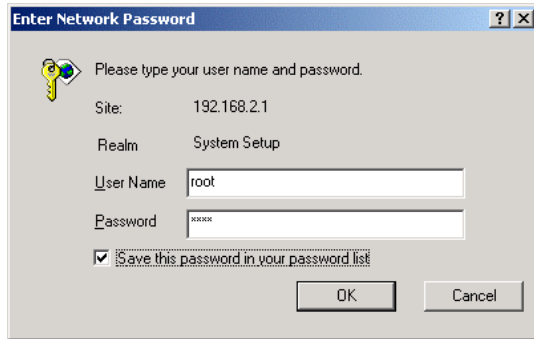 Enter Network Password
Please type your user name and password.
Site: 192.168.2.1
Realm System Setup
User Name root
Password xxxx
Save this password in your password list
OK Cancel